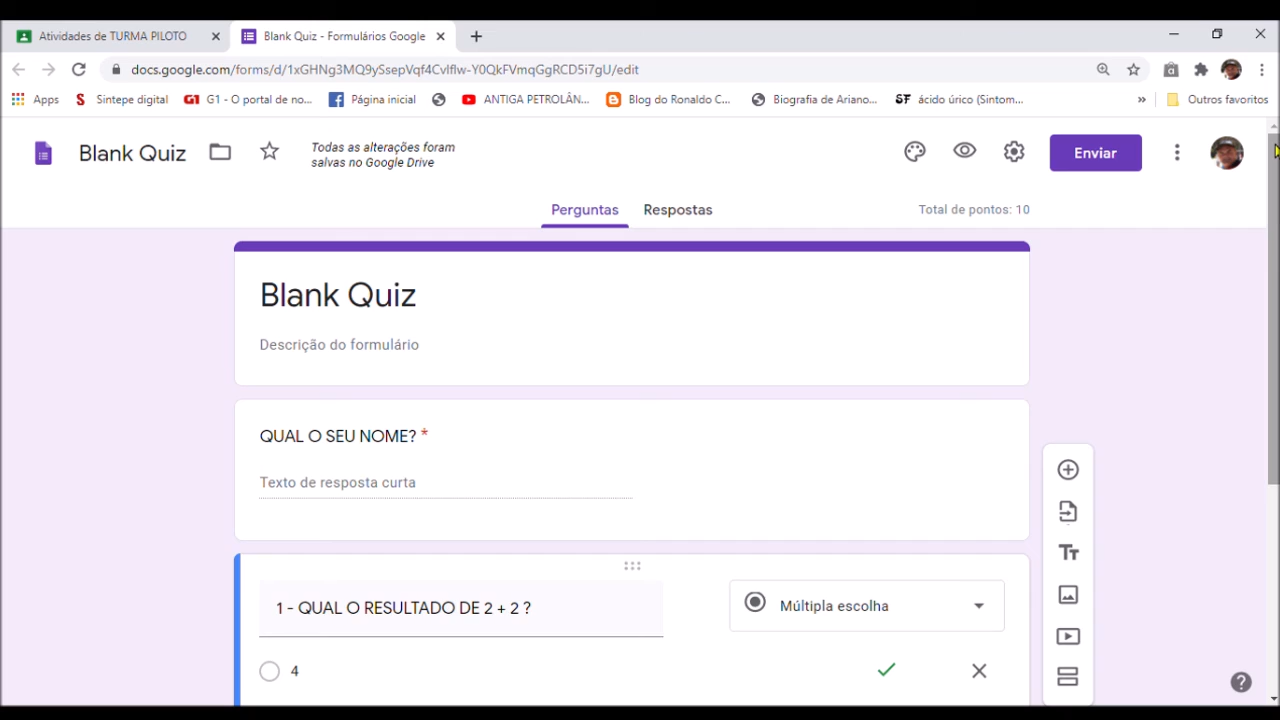 Atividades de TURMA PILOTO
Blank Quiz - Formulários Google
docs.google.com/forms/d/1xGHNg3MQ9ySsepVqf4Cvlflw-Y0QkFVmqGgRCD5i7gU/edit
Apps
S Sintepe digital
G1 G1 - O portal de no...
Página inicial
ANTIGA PETROLÂN...
Blog do Ronaldo C...
Biografia de Ariano...
SF ácido úrico (Sintom...
»
Outros favoritos
Blank Quiz
Todas as alterações foram
salvas no Google Drive
Enviar
Perguntas
Respostas
Total de pontos: 10
Blank Quiz
Descrição do formulário
QUAL O SEU NOME? *
Texto de resposta curta
1 - QUAL O RESULTADO DE 2 + 2 ?
Múltipla escolha
4